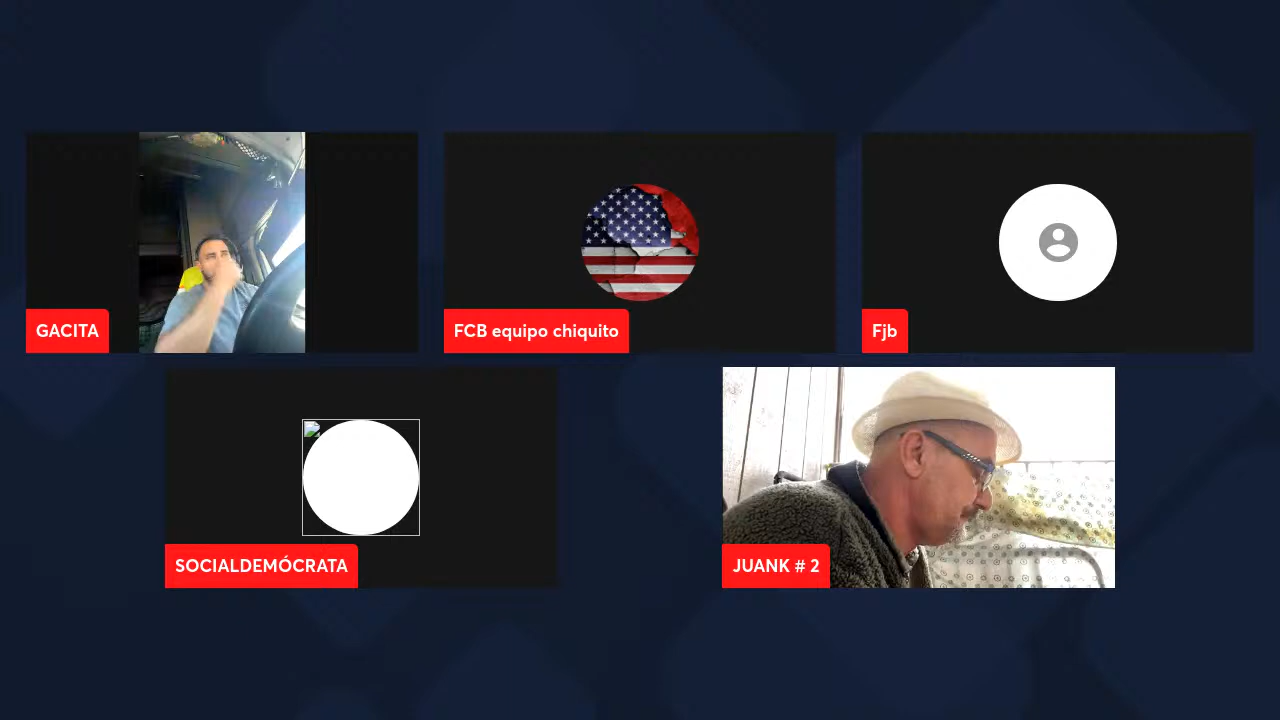 GACITA
FCB equipo chiquito
Fjb
SOCIALDEMÓCRATA
JUANK # 2